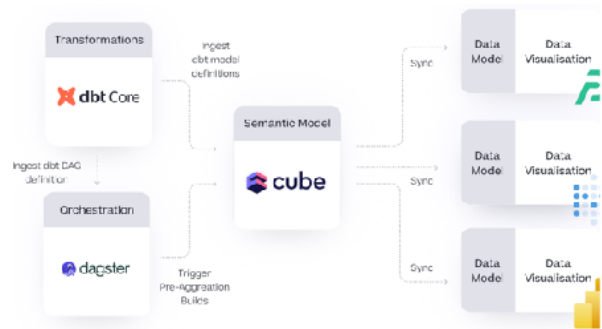 Transformations
dbt Core
Ingest dbt DAG
definition
Orchestration
dagster
Ingest
dbt model
definitions
Trigger
Pre-Aggreation
Builds
Semantic Model
cube
Sync
Data
Model
Data
Visualisation
Sync
Data
Model
Data
Visualisation
Sync
Data
Model
Data
Visualisation